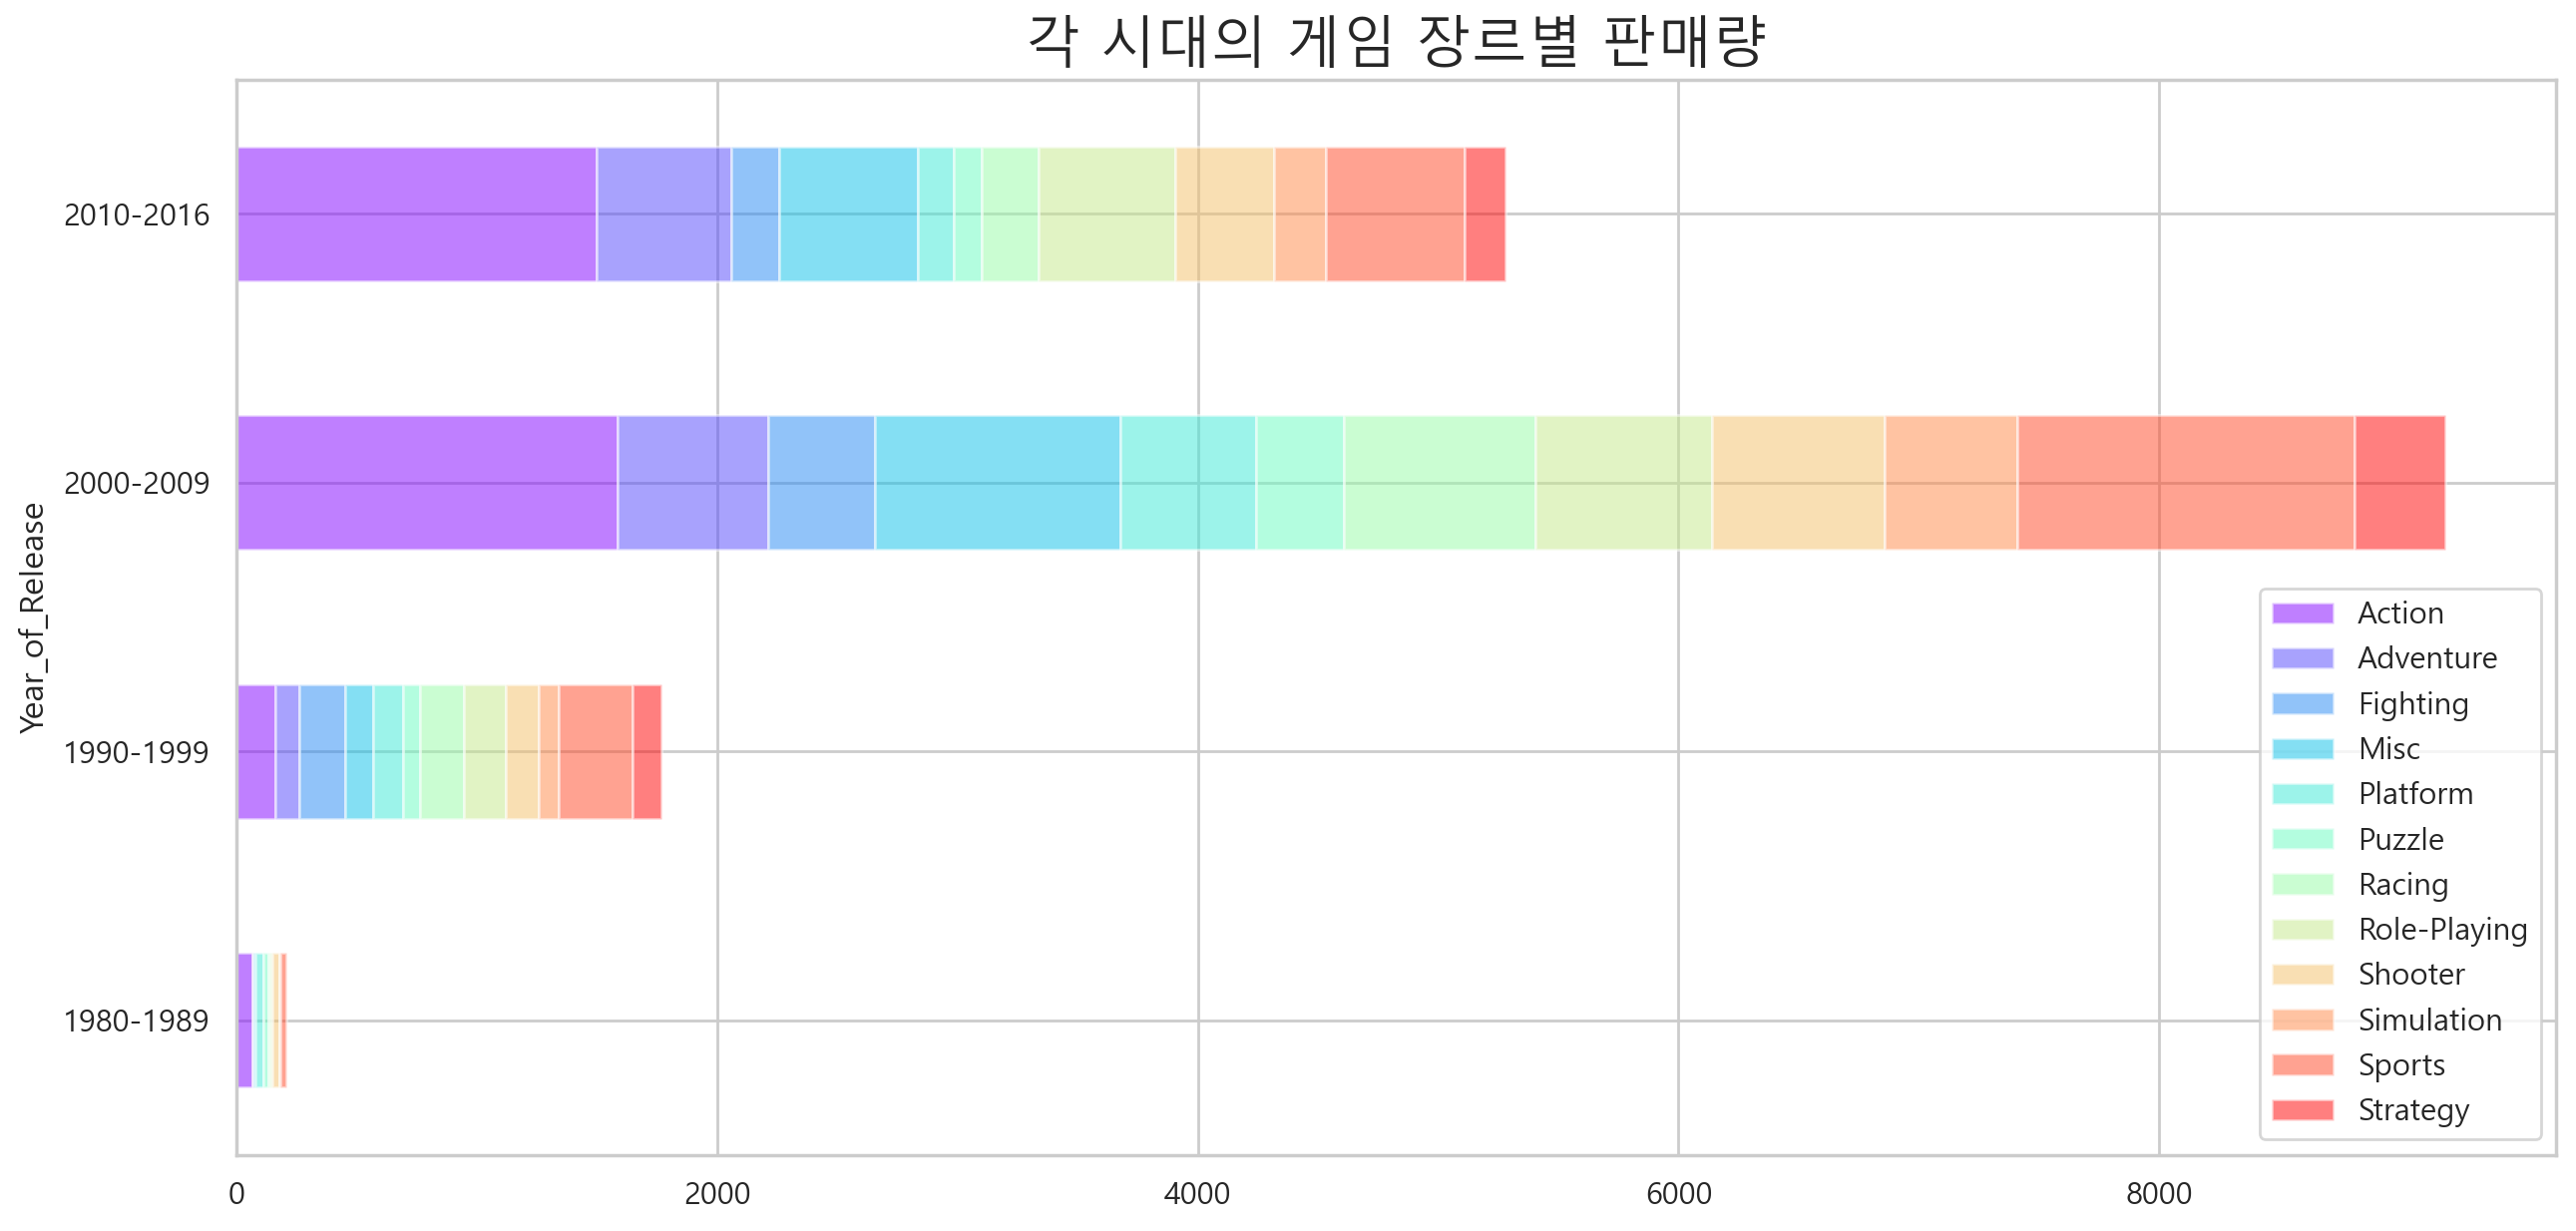 각 시대의 게임 장르별 판매량
Year_of_Release
2010-2016
2000-2009
1990-1999
1980-1989
0 2000 4000 6000 8000
Action
Adventure
Fighting
Misc
Platform
Puzzle
Racing
Role-Playing
Shooter
Simulation
Sports
Strategy